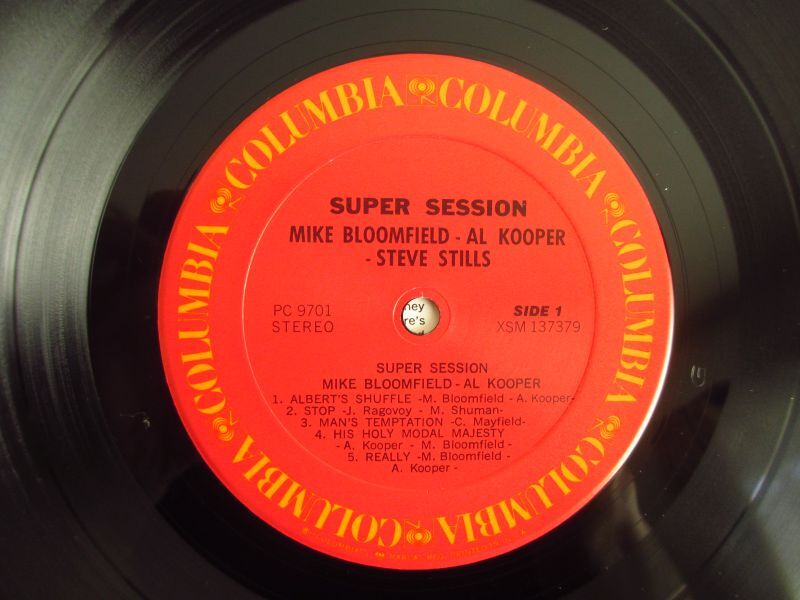 COLUMBIA COLUMBIA COLUMBIA COLUMBIA COLUMBIA COLUMBIA
SUPER SESSION
MIKE BLOOMFIELD - AL KOOPER
- STEVE STILLS
PC 9701
STEREO
hey
re's
SIDE 1
XSM 137379
SUPER SESSION
MIKE BLOOMFIELD - AL KOOPER
1. ALBERT'S SHUFFLE -M. Bloomfield - A. Kooper-
2. STOP -J. Ragovoy - M. Shuman-
3. MAN'S TEMPTATION -C. Mayfield-
4. HIS HOLY MODAL MAJESTY
-A. Kooper - M. Bloomfield-
5. REALLY -M. Bloomfield -
A. Kooper -